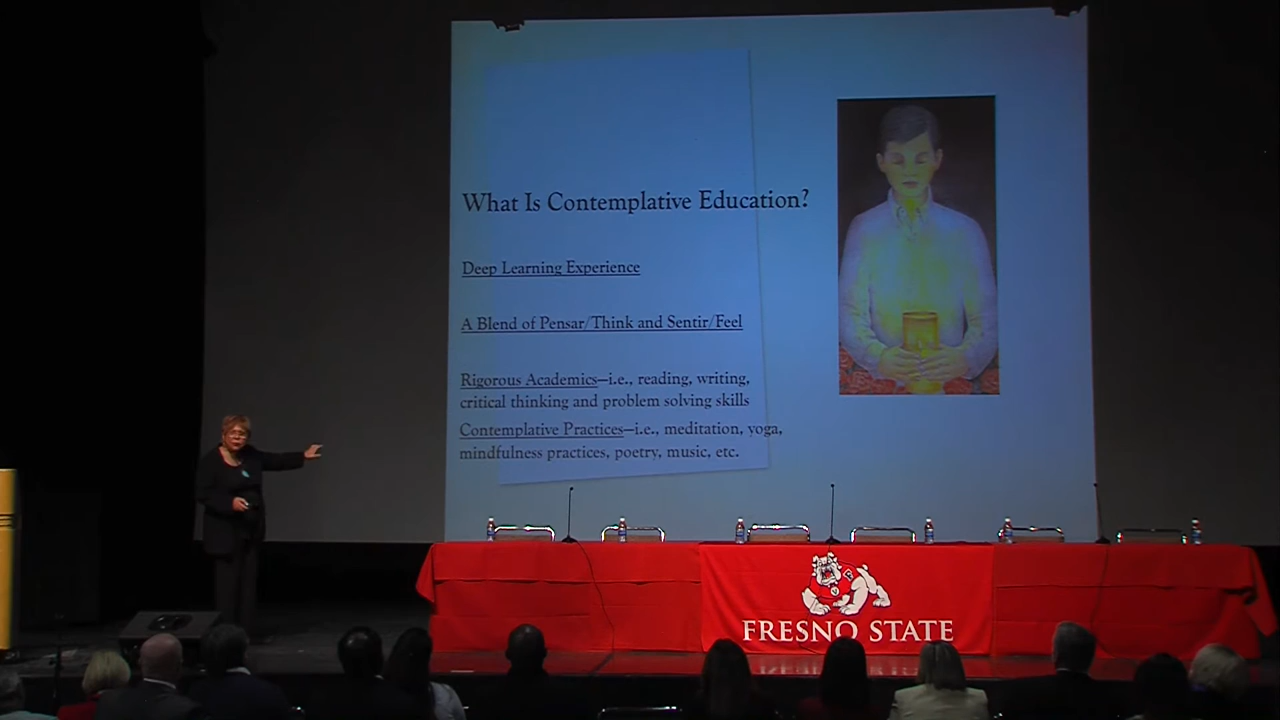 What Is Contemplative Education?
Deep Learning Experience
A Blend of Pensar/Think and Sentir/Feel
Rigorous Academics—i.e., reading, writing,
critical thinking and problem solving skills
Contemplative Practices—i.e., meditation, yoga,
mindfulness practices, poetry, music, etc.
FRESNO STATE